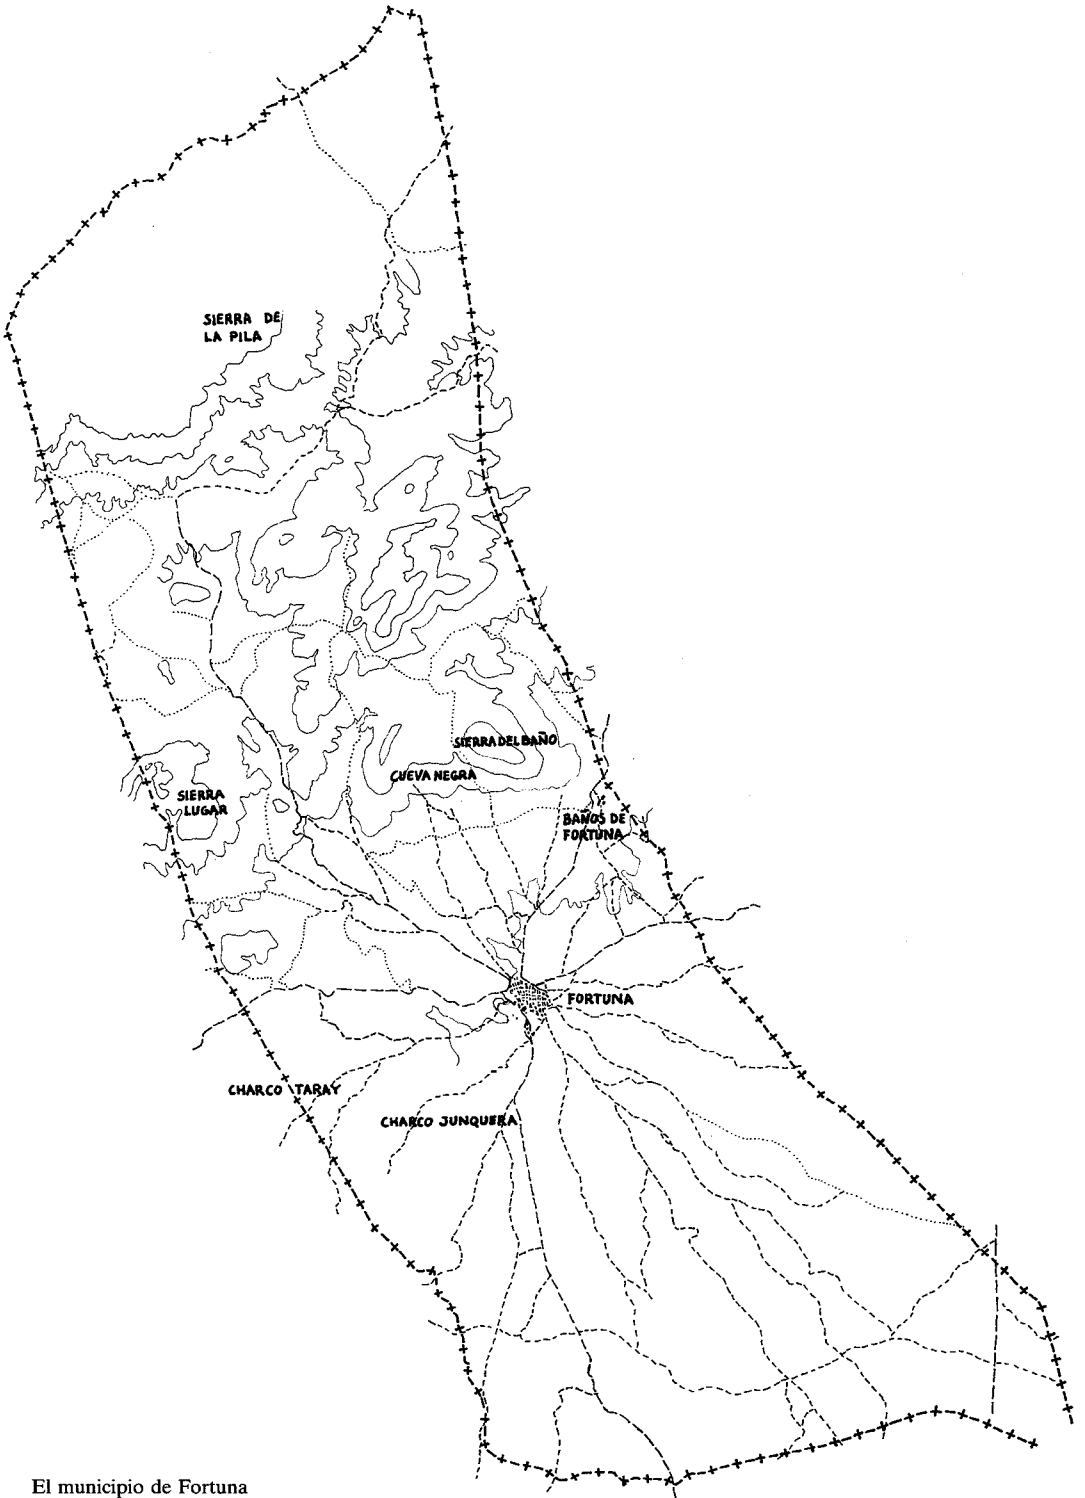 SIERRA DE
LA PILA
SIERRA DEL BAÑO
CUEVA NEGRA
SIERRA
LUGAR
BAÑOS DE
FORTUNA
FORTUNA
CHARCO TARAY
CHARCO JUNQUERA
El municipio de Fortuna